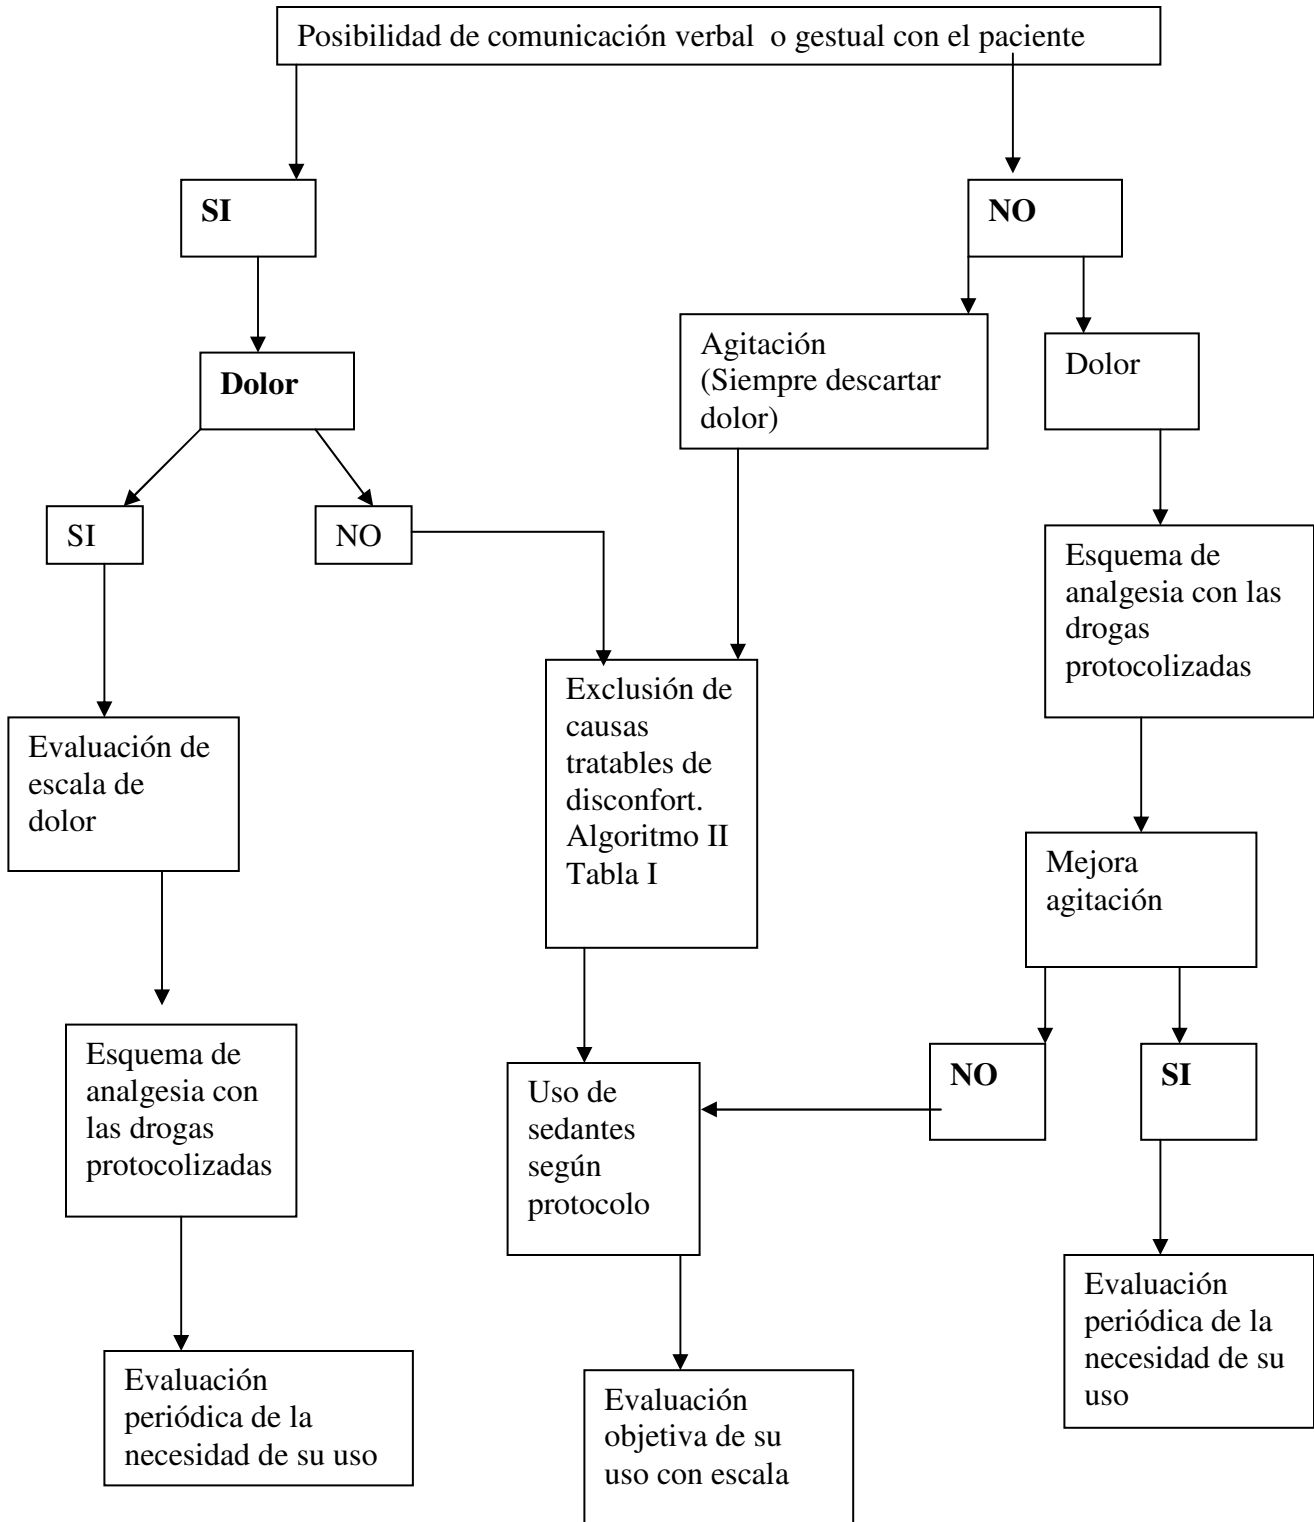 Posibilidad de comunicación verbal o gestual con el paciente
SI
NO
Agitación
(Siempre descartar
dolor)
Dolor
Dolor
SI
NO
Esquema de
analgesia con las
drogas
protocolizadas
Exclusión de
causas
tratables de
disconfort.
Algoritmo II
Tabla I
Evaluación de
escala de
dolor
Mejora
agitación
Esquema de
analgesia con
las drogas
protocolizadas
Uso de
sedantes
según
protocolo
NO
SI
Evaluación
periódica de la
necesidad de su
uso
Evaluación
periódica de la
necesidad de su uso
Evaluación
objetiva de su
uso con escala